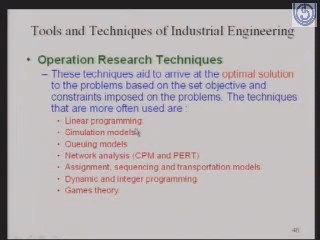 Tools and Techniques of Industrial Engineering
• Operation Research Techniques
– These techniques aid to arrive at the optimal solution
to the problems based on the set objective and
constraints imposed on the problems. The techniques
that are more often used are :
• Linear programming
• Simulation models
• Queuing models
• Network analysis (CPM and PERT)
• Assignment, sequencing and transportation models
• Dynamic and integer programming
• Games theory.